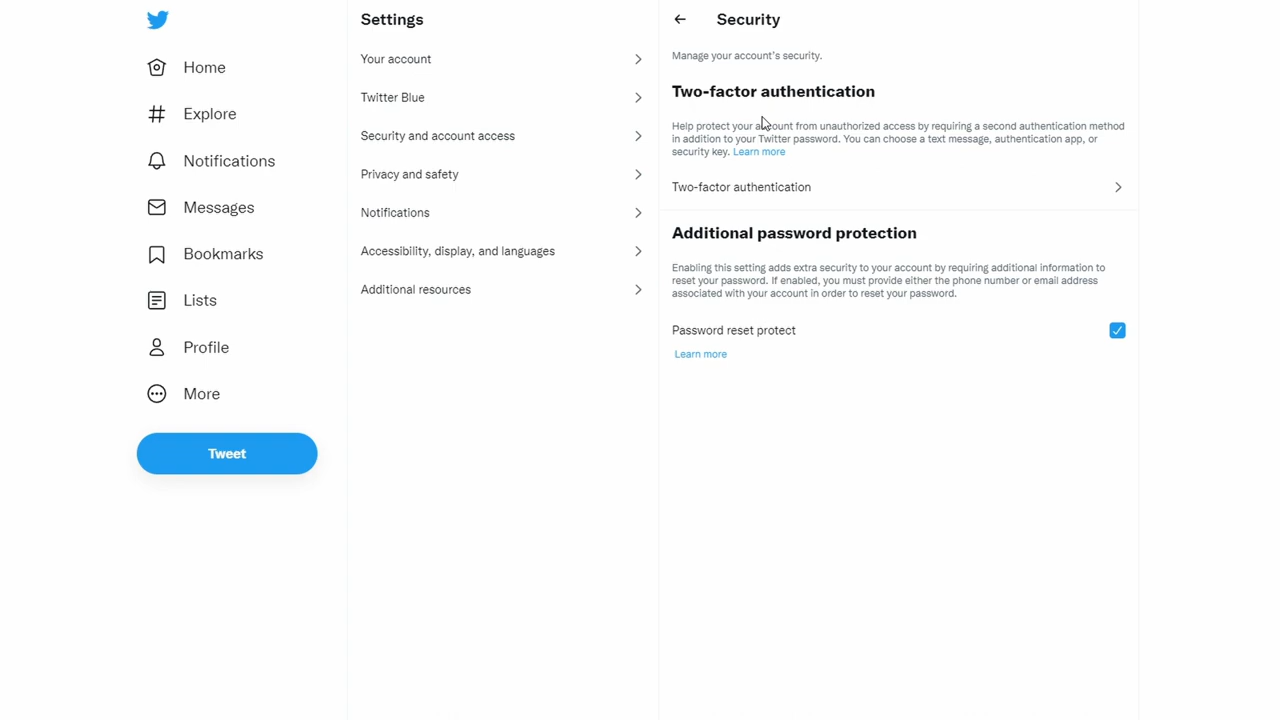 Home
Explore
Notifications
Messages
Bookmarks
Lists
Profile
More
Tweet
Settings
Your account
Twitter Blue
Security and account access
Privacy and safety
Notifications
Accessibility, display, and languages
Additional resources
Security
Manage your account's security.
Two-factor authentication
Help protect your account from unauthorized access by requiring a second authentication method
in addition to your Twitter password. You can choose a text message, authentication app, or
security key. Learn more
Two-factor authentication
Additional password protection
Enabling this setting adds extra security to your account by requiring additional information to
reset your password. If enabled, you must provide either the phone number or email address
associated with your account in order to reset your password.
Password reset protect
Learn more